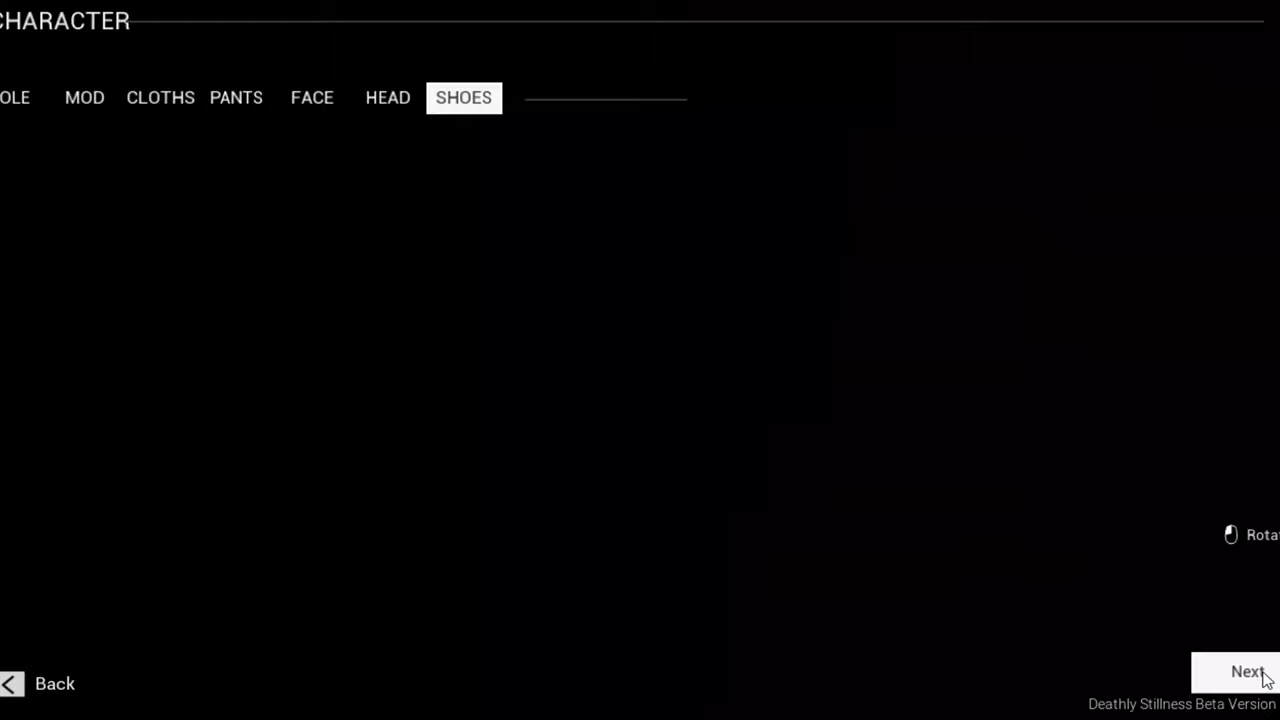 CHARACTER
OLE MOD CLOTHS PANTS FACE HEAD SHOES
Rota
< Back
Next
Deathly Stillness Beta Version